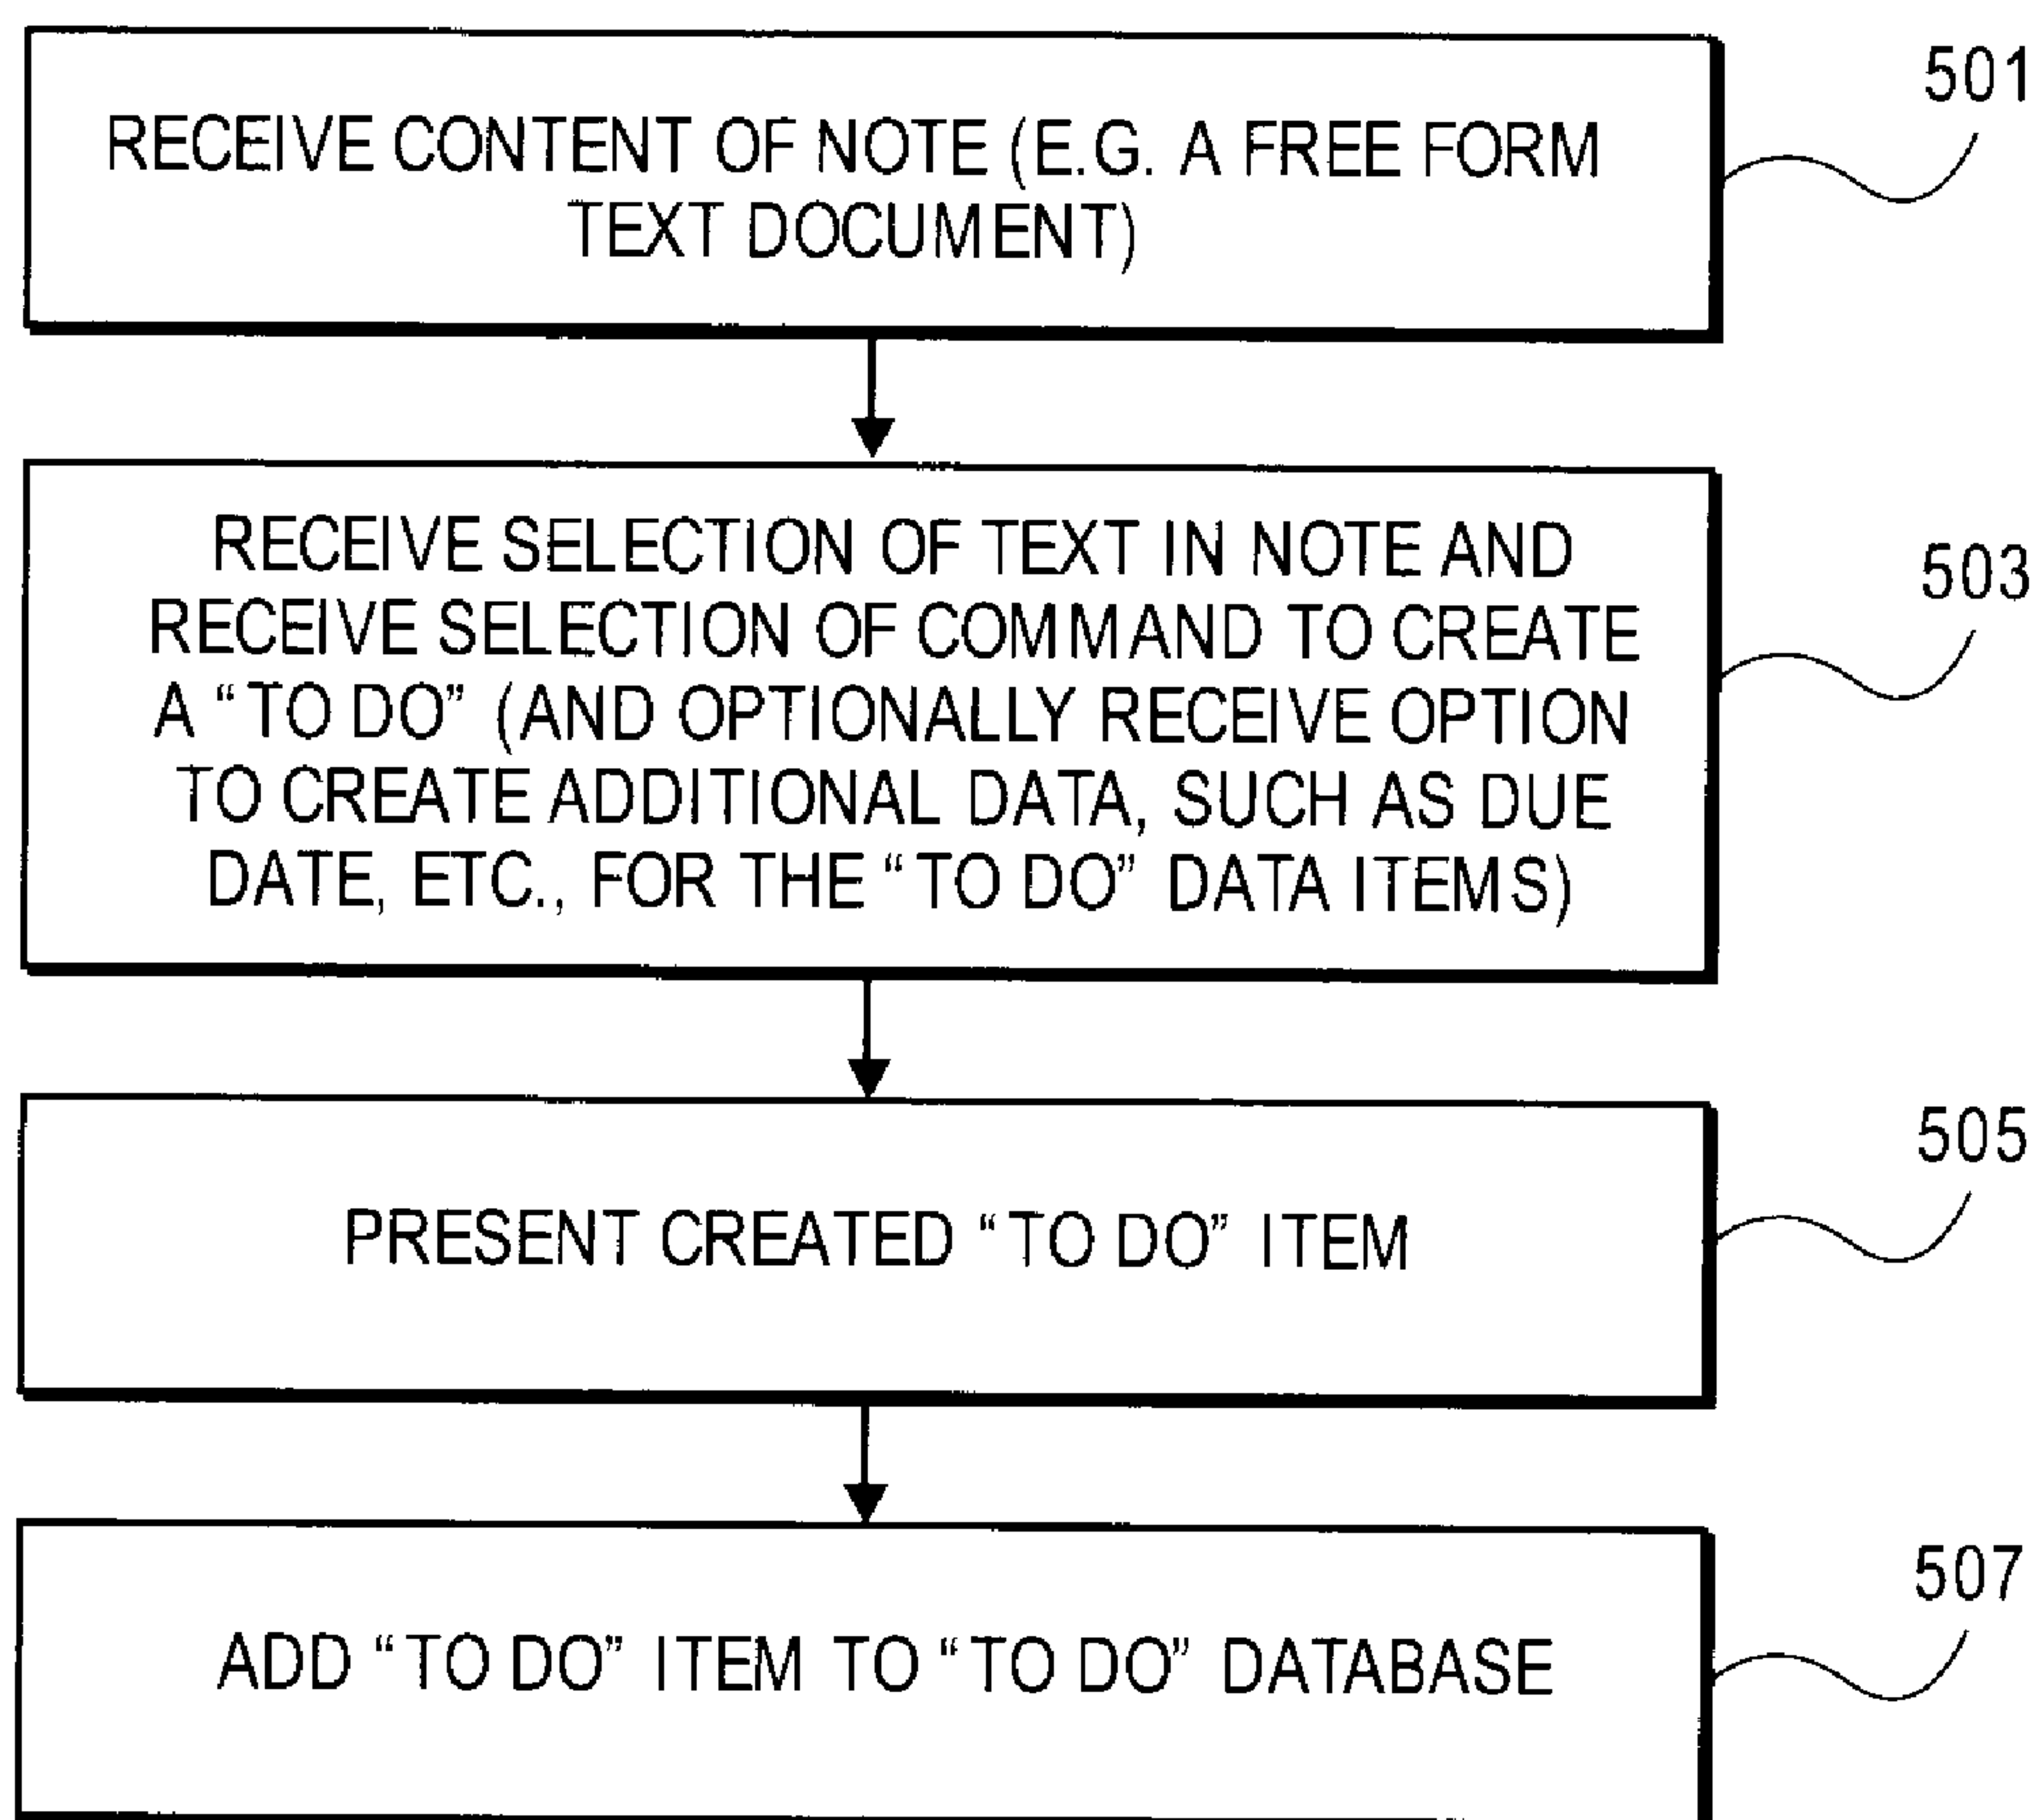 501
RECEIVE CONTENT OF NOTE (E.G. A FREE FORM
TEXT DOCUMENT)
503
RECEIVE SELECTION OF TEXT IN NOTE AND
RECEIVE SELECTION OF COMMAND TO CREATE
A “TO DO” (AND OPTIONALLY RECEIVE OPTION
TO CREATE ADDITIONAL DATA, SUCH AS DUE
DATE, ETC., FOR THE “TO DO” DATA ITEMS)
505
PRESENT CREATED “TO DO” ITEM
507
ADD “TO DO” ITEM TO “TO DO” DATABASE